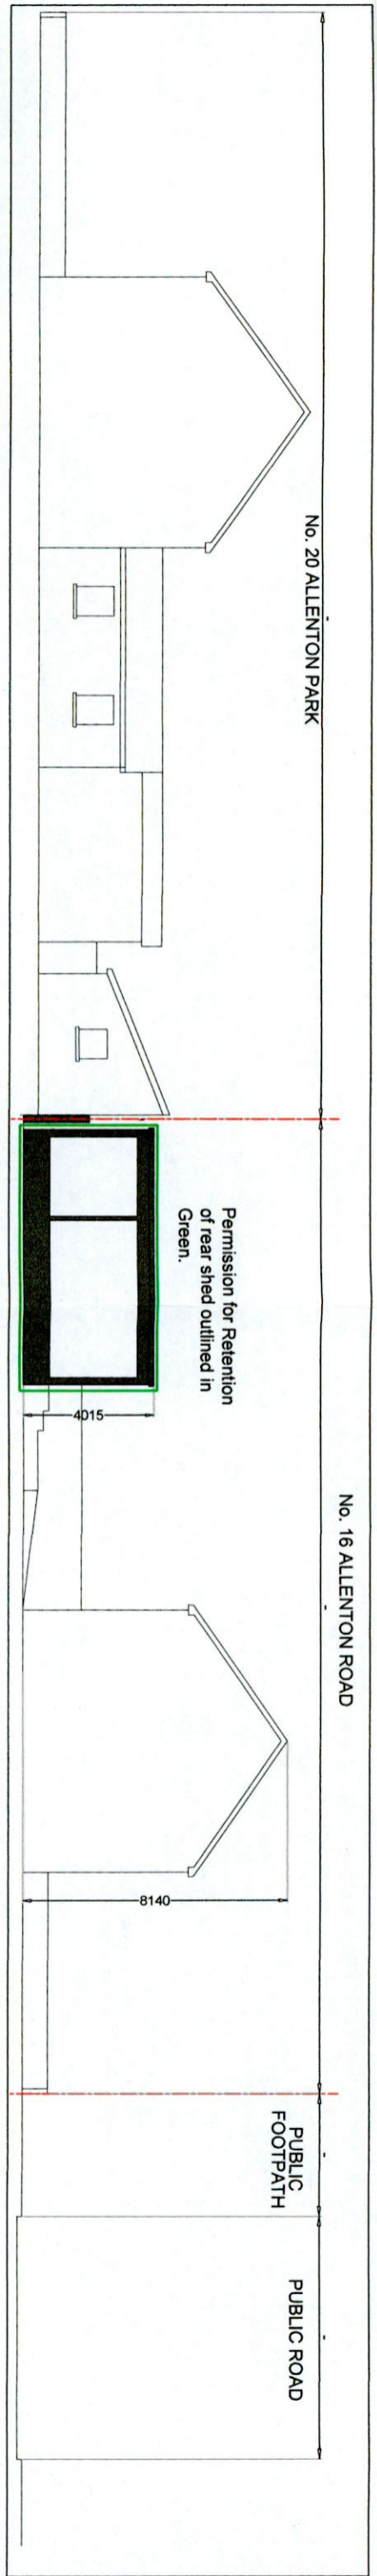 No. 20 ALLENTON PARK
No. 16 ALLENTON ROAD
PUBLIC
FOOTPATH
PUBLIC ROAD
Permission for Retention
of rear shed outlined in
Green.
4015
8140